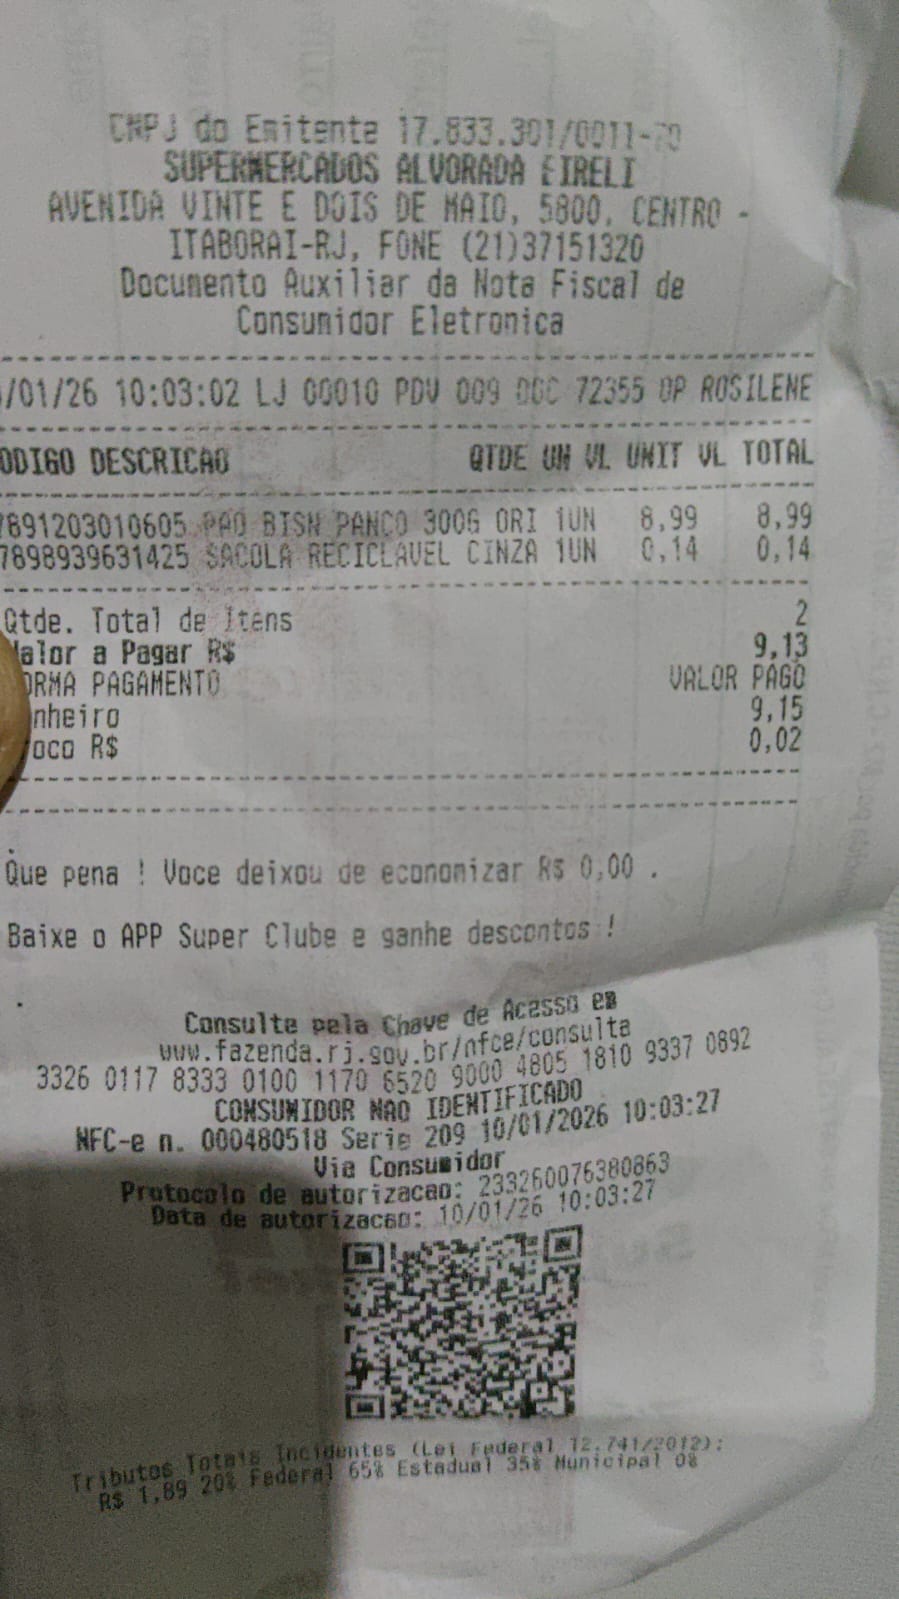 CNPJ do Emitente 17.833.301/0011-70
SUPERMERCADOS ALVORADA EIRELI
AVENIDA VINTE E DOIS DE MAIO, 5800, CENTRO -
ITABORAI-RJ, FONE (21)37151320
Documento Auxiliar da Nota Fiscal de
Consumidor Eletronica
/01/26 10:03:02 LJ 00010 PDV 009 72355 OP ROSILENE
ODIGO DESCRICAO QTDE UN VL UNIT VL TOTAL
7891203010605 PAO BISN PANCO 300G ORI 1UN 8,99 8,99
7898939631425 SACOLA RECICLAVEL CINZA 1UN 0,14 0,14
Qtde. Total de Itens 2
alor a Pagar R$ 9,13
ORMA PAGAMENTO VALOR PAGO
nheiro 9,15
oco R$ 0,02
Que pena ! Voce deixou de economizar R$ 0,00 .
Baixe o APP Super Clube e ganhe descontos !
Consulte pela Chave de Acesso em
www.fazenda.rj.gov.br/nfce/consulta
3326 0117 8333 0100 1170 6520 9000 4805 1810 9337 0892
CONSUMIDOR NAO IDENTIFICADO
NFC-e n. 000480518 Serie 209 10/01/2026 10:03:27
Via Consumidor
Protocolo de autorizacao: 233260076380863
Data de autorizacao: 10/01/26 10:03:27
Tributos Totais Incidentes (Lei Federal 12.741/2012):
R$ 1,89 20% Federal 65% Estadual 35% Municipal 0%